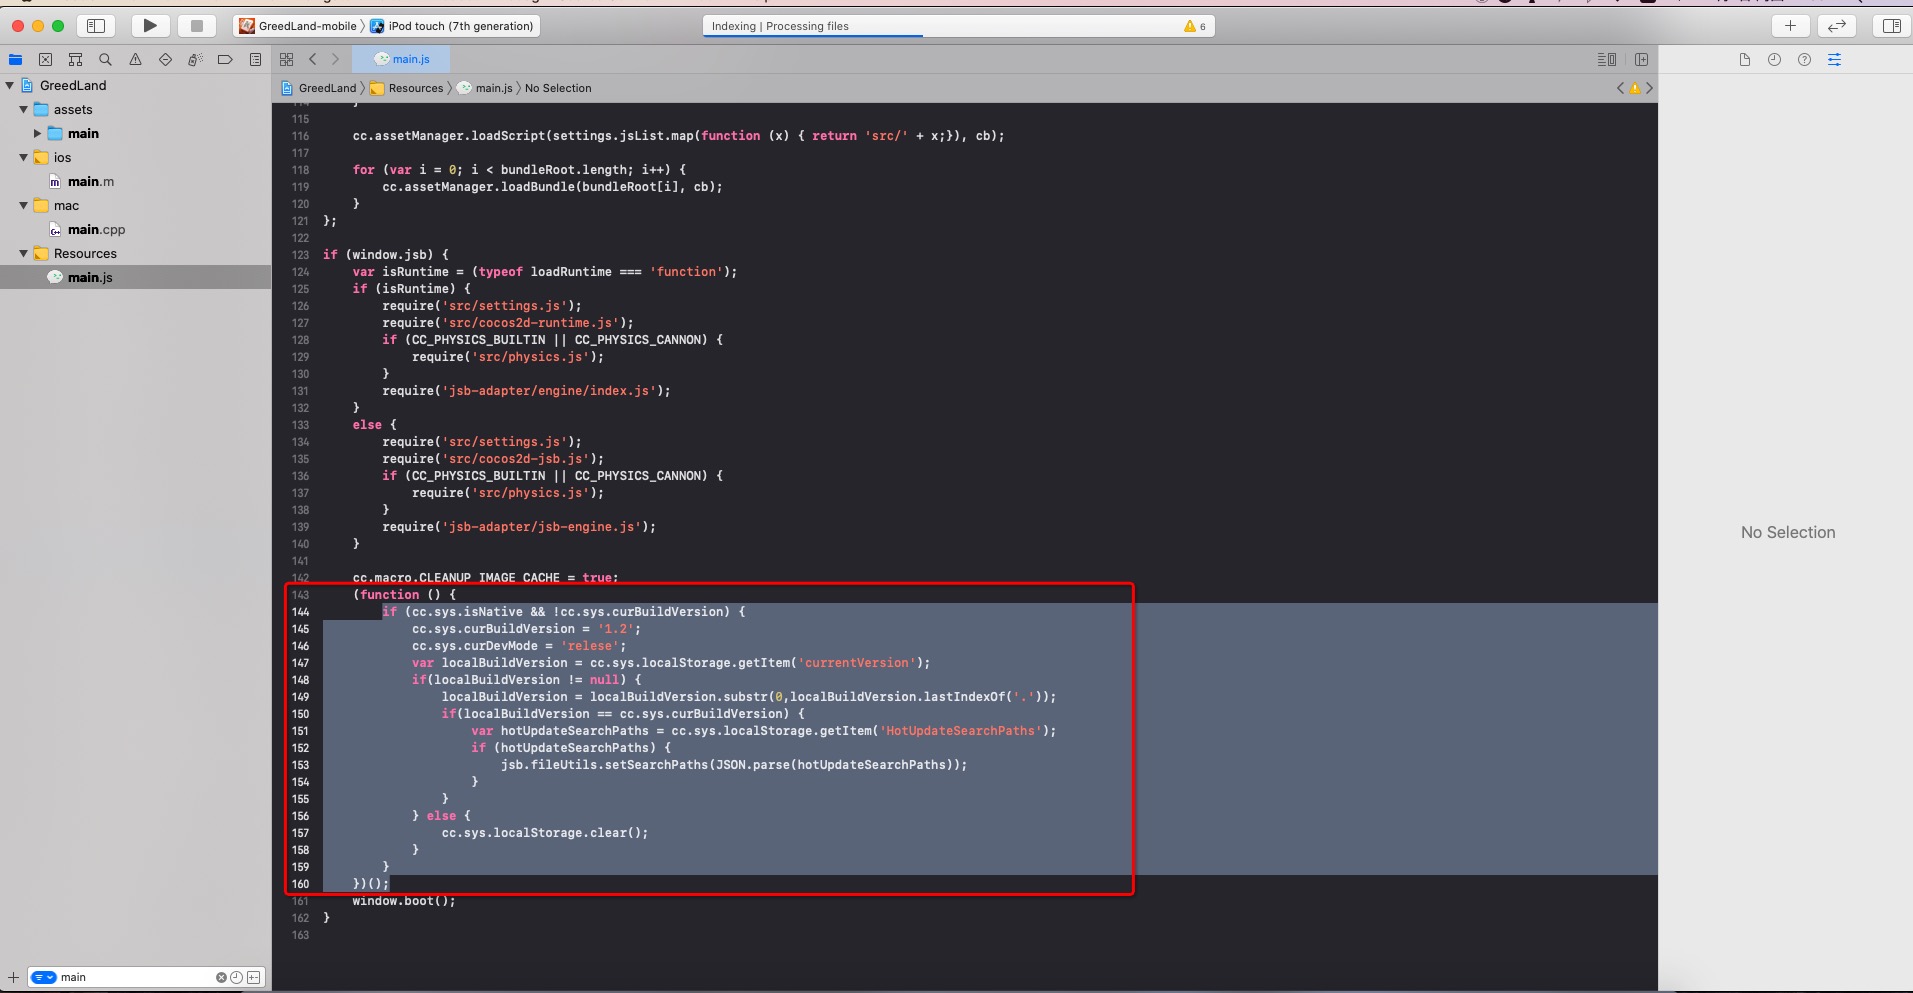 GreedLand-mobile iPod touch (7th generation)
Indexing | Processing files
6
main.js
GreedLand
GreedLand Resources main.js No Selection
assets
main
ios
main.m
mac
main.cpp
Resources
main.js
115
116 cc.assetManager.loadScript(settings.jsList.map(function (x) { return 'src/' + x;}), cb);
117
118 for (var i = 0; i < bundleRoot.length; i++) {
119 cc.assetManager.loadBundle(bundleRoot[i], cb);
120 }
121 };
122
123 if (window.jsb) {
124 var isRuntime = (typeof loadRuntime === 'function');
125 if (isRuntime) {
126 require('src/settings.js');
127 require('src/cocos2d-runtime.js');
128 if (CC_PHYSICS_BUILTIN || CC_PHYSICS_CANNON) {
129 require('src/physics.js');
130 }
131 require('jsb-adapter/engine/index.js');
132 }
133 else {
134 require('src/settings.js');
135 require('src/cocos2d-jsb.js');
136 if (CC_PHYSICS_BUILTIN || CC_PHYSICS_CANNON) {
137 require('src/physics.js');
138 }
139 require('jsb-adapter/jsb-engine.js');
140 }
141
142 cc.macro.CLEANUP_IMAGE_CACHE = true;
143 (function () {
144 if (cc.sys.isNative && !cc.sys.curBuildVersion) {
145 cc.sys.curBuildVersion = '1.2';
146 cc.sys.curDevMode = 'relese';
147 var localBuildVersion = cc.sys.localStorage.getItem('currentVersion');
148 if(localBuildVersion != null) {
149 localBuildVersion = localBuildVersion.substr(0,localBuildVersion.lastIndexOf('.'));
150 if(localBuildVersion == cc.sys.curBuildVersion) {
151 var hotUpdateSearchPaths = cc.sys.localStorage.getItem('HotUpdateSearchPaths');
152 if (hotUpdateSearchPaths) {
153 jsb.fileUtils.setSearchPaths(JSON.parse(hotUpdateSearchPaths));
154 }
155 }
156 } else {
157 cc.sys.localStorage.clear();
158 }
159 }
160 })();
161 window.boot();
162 }
163
No Selection
main